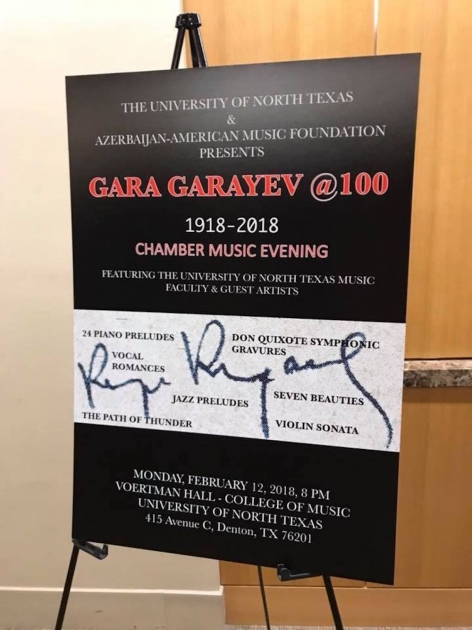 THE UNIVERSITY OF NORTH TEXAS
&
AZERBAIJAN-AMERICAN MUSIC FOUNDATION
PRESENTS
GARA GARAYEV @100
1918-2018
CHAMBER MUSIC EVENING
FEATURING THE UNIVERSITY OF NORTH TEXAS MUSIC
FACULTY & GUEST ARTISTS
24 PIANO PRELUDES
DON QUIXOTE SYMPHONIC
GRAVURES
VOCAL
ROMANCES
JAZZ PRELUDES
SEVEN BEAUTIES
THE PATH OF THUNDER
VIOLIN SONATA
MONDAY, FEBRUARY 12, 2018, 8 PM
VOERTMAN HALL - COLLEGE OF MUSIC
UNIVERSITY OF NORTH TEXAS
415 Avenue C, Denton, TX 76201